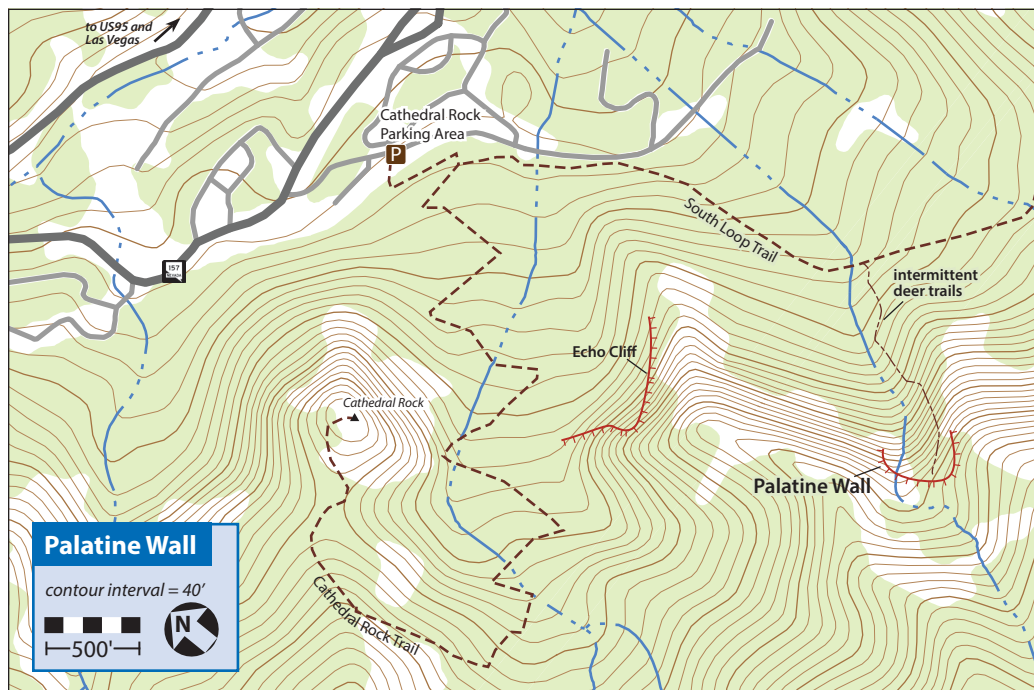 to US95 and
Las Vegas
Cathedral Rock
Parking Area
P
South Loop Trail
157
NEVADA
intermittent
deer trails
Echo Cliff
Cathedral Rock
Palatine Wall
Cathedral Rock Trail
Palatine Wall
contour interval = 40'
N
500'